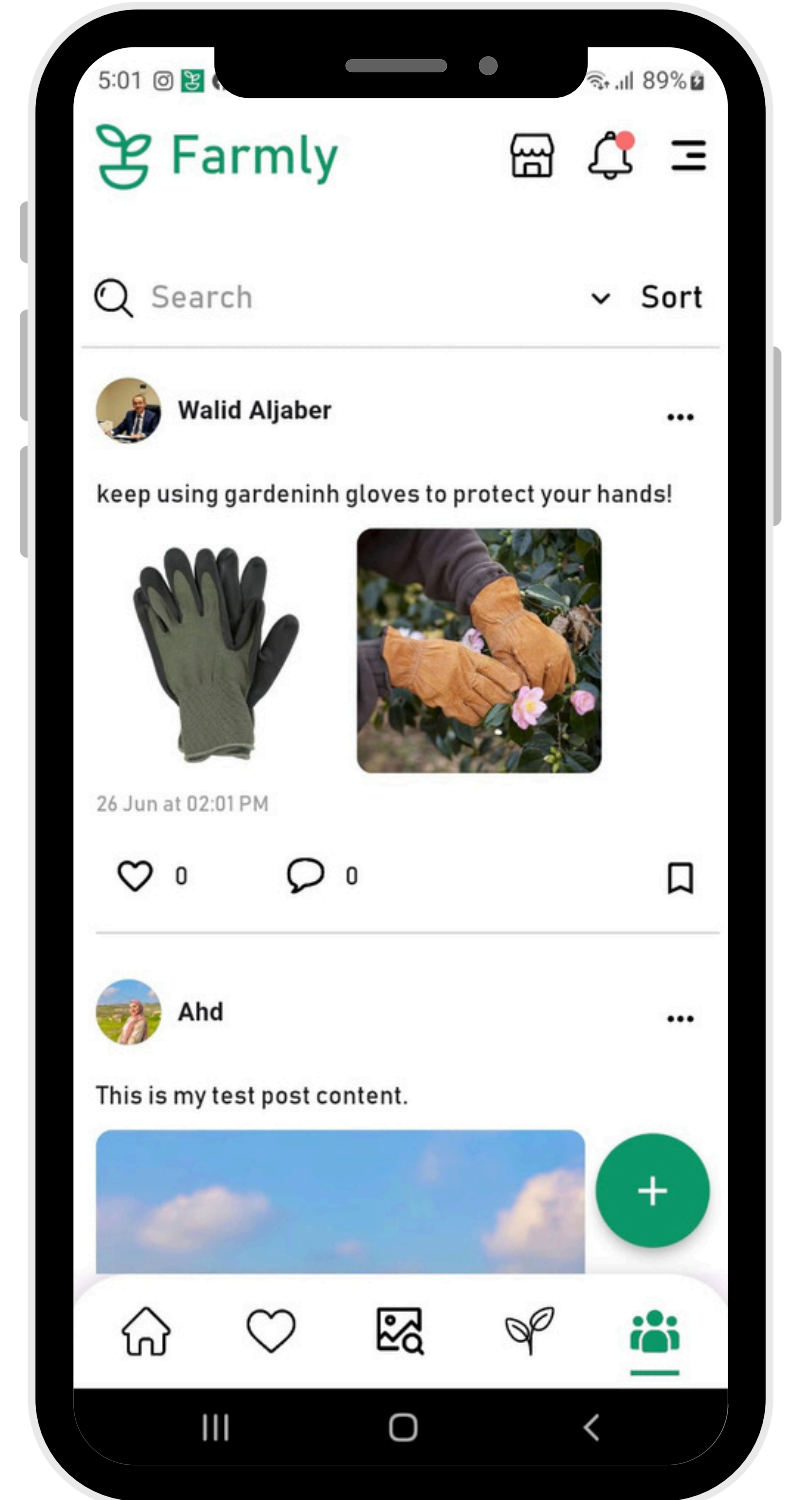 5:01 89%
Farmly
Search Sort
Walid Aljaber
keep using gardeninh gloves to protect your hands!
26 Jun at 02:01 PM
0 0
Ahd
This is my test post content.